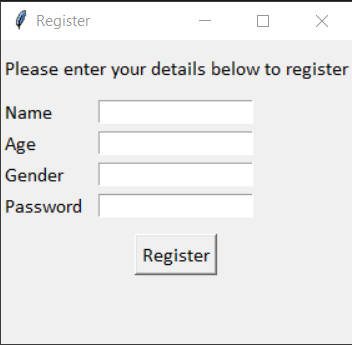 Register
Please enter your details below to register
Name
Age
Gender
Password
Register